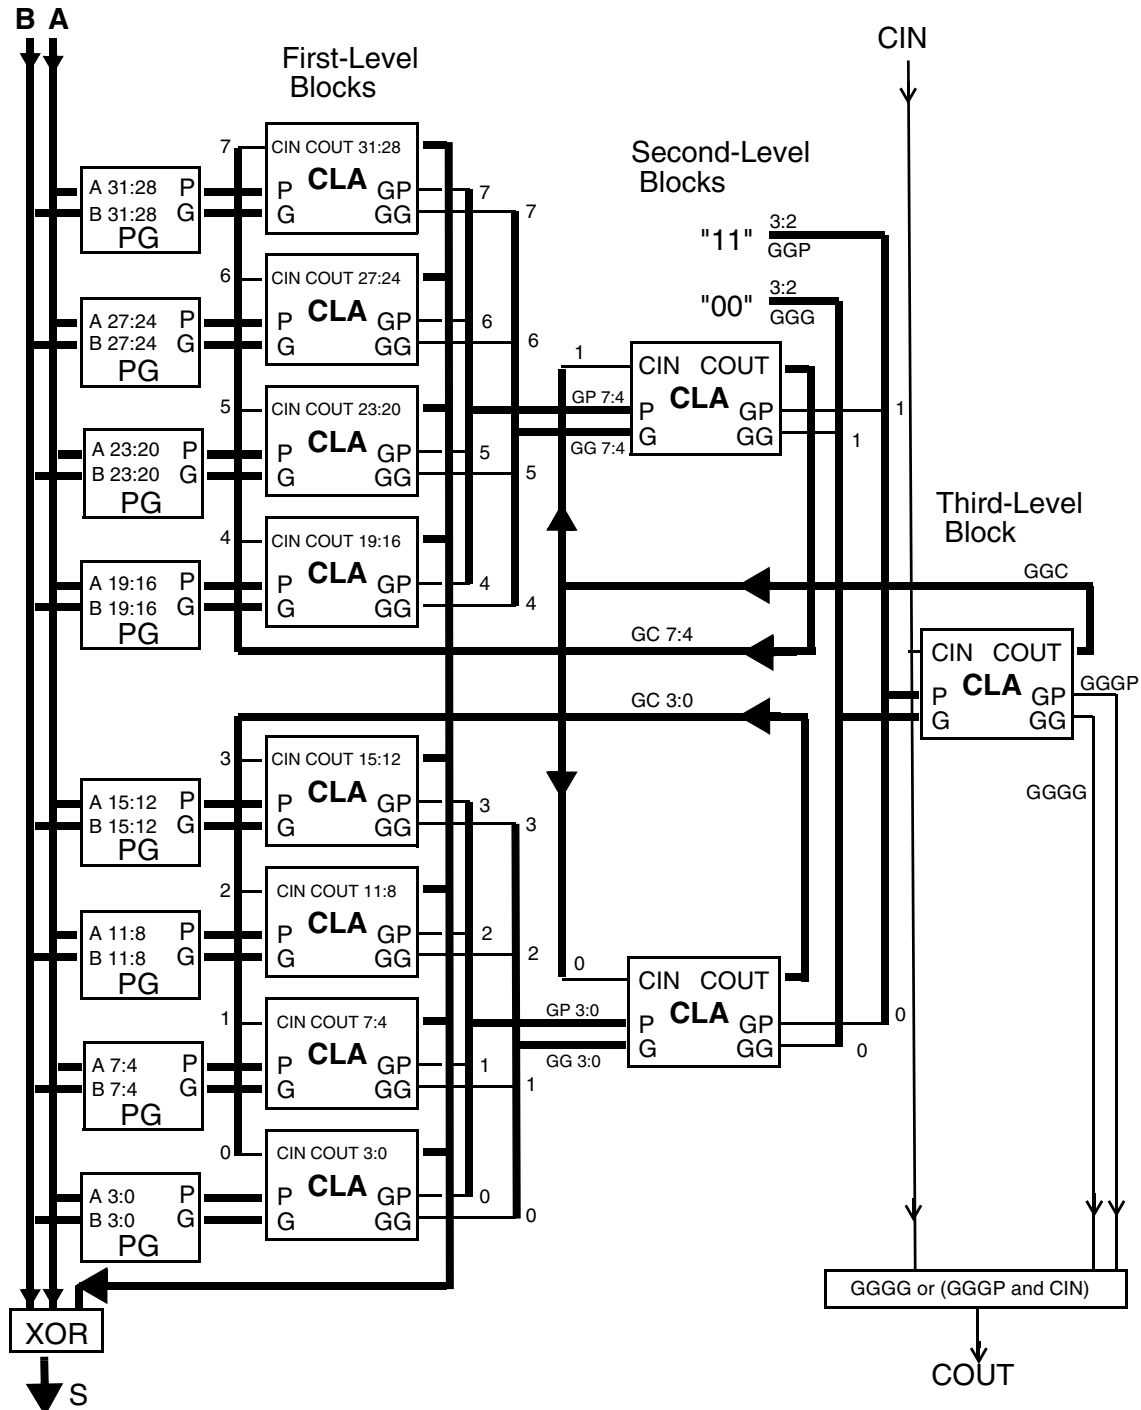 B A
CIN
First-Level
Blocks
Second-Level
Blocks
7
CIN COUT 31:28
CLA
P GP
G GG
7
7
A 31:28 P
B 31:28 G
PG
"11"
3:2
GGP
"00"
3:2
GGG
6
CIN COUT 27:24
CLA
P GP
G GG
6
6
A 27:24 P
B 27:24 G
PG
1
CIN COUT
CLA
P GP
G GG
GP 7:4
GG 7:4
1
1
5
CIN COUT 23:20
CLA
P GP
G GG
5
5
A 23:20 P
B 23:20 G
PG
Third-Level
Block
4
CIN COUT 19:16
CLA
P GP
G GG
4
4
A 19:16 P
B 19:16 G
PG
GGC
GC 7:4
CIN COUT
CLA
P GP
G GG
GGGP
GGGG
GC 3:0
3
CIN COUT 15:12
CLA
P GP
G GG
3
3
A 15:12 P
B 15:12 G
PG
2
CIN COUT 11:8
CLA
P GP
G GG
2
2
A 11:8 P
B 11:8 G
PG
0
CIN COUT
CLA
P GP
G GG
GP 3:0
GG 3:0
0
0
1
CIN COUT 7:4
CLA
P GP
G GG
1
1
A 7:4 P
B 7:4 G
PG
0
CIN COUT 3:0
CLA
P GP
G GG
0
0
A 3:0 P
B 3:0 G
PG
GGGG or (GGGP and CIN)
XOR
COUT
S